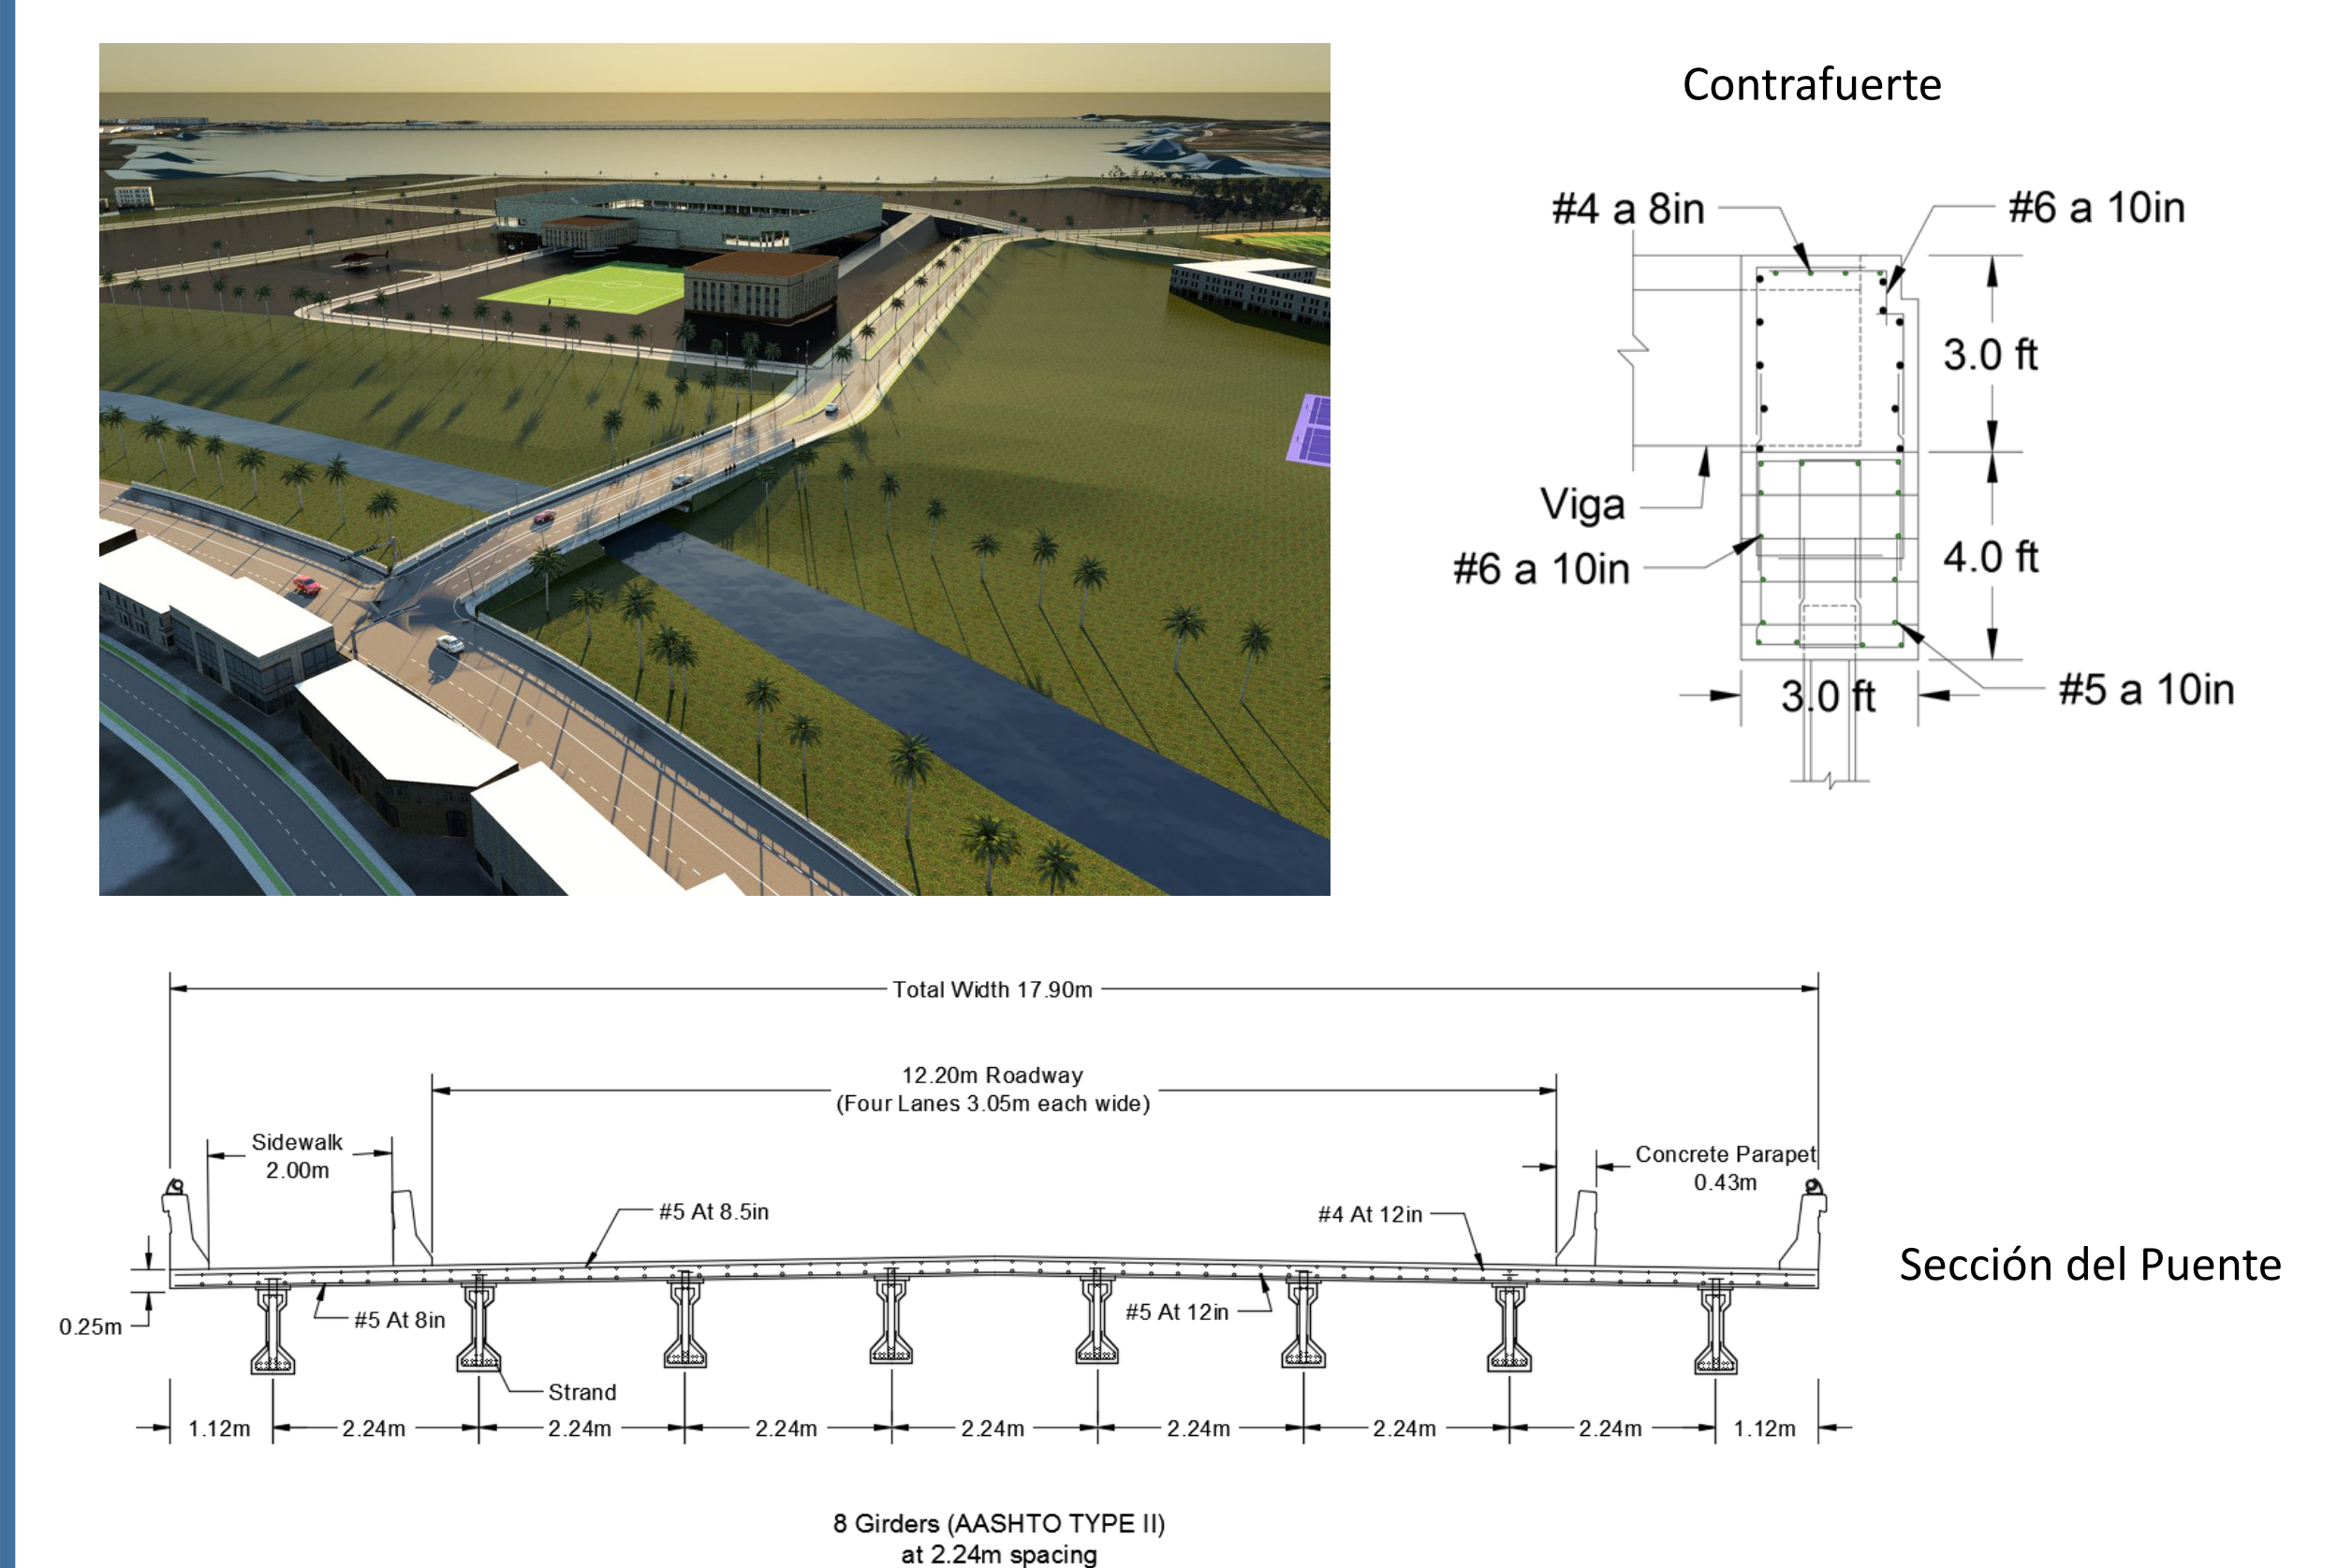 Contrafuerte
#4 a 8in
#6 a 10in
3.0 ft
Viga
#6 a 10in
4.0 ft
3.0 ft
#5 a 10in
Total Width 17.90m
12.20m Roadway
(Four Lanes 3.05m each wide)
Sidewalk
2.00m
Concrete Parapet
0.43m
#5 At 8.5in
#4 At 12in
Sección del Puente
0.25m
#5 At 8in
#5 At 12in
Strand
1.12m
2.24m
2.24m
2.24m
2.24m
2.24m
2.24m
2.24m
1.12m
8 Girders (AASHTO TYPE II)
at 2.24m spacing